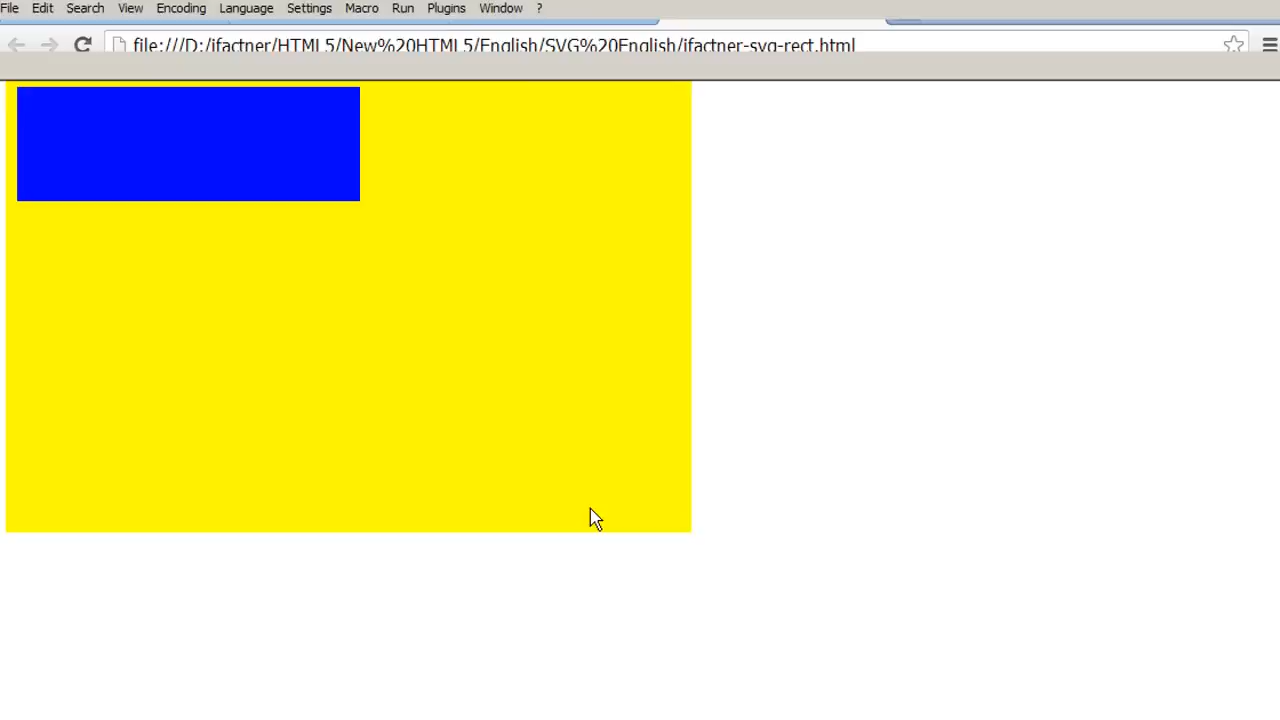 File Edit Search View Encoding Language Settings Macro Run Plugins Window ?
file:///D:/ifactner/HTML5/New%20HTML5/English/SVG%20English/ifactner-svg-rect.html